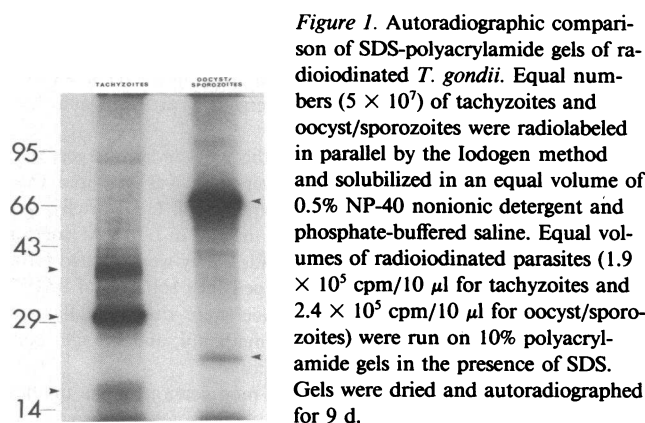 TACHYZOITES
OOCYST/
SPOROZOITES
95
66
43
29
14
Figure 1. Autoradiographic compari-
son of SDS-polyacrylamide gels of ra-
dioiodinated T. gondii. Equal num-
bers (5 × 10⁷) of tachyzoites and
oocyst/sporozoites were radiolabeled
in parallel by the Iodogen method
and solubilized in an equal volume of
0.5% NP-40 nonionic detergent and
phosphate-buffered saline. Equal vol-
umes of radioiodinated parasites (1.9
× 10⁵ cpm/10 μl for tachyzoites and
2.4 × 10⁵ cpm/10 μl for oocyst/sporo-
zoites) were run on 10% polyacryl-
amide gels in the presence of SDS.
Gels were dried and autoradiographed
for 9 d.